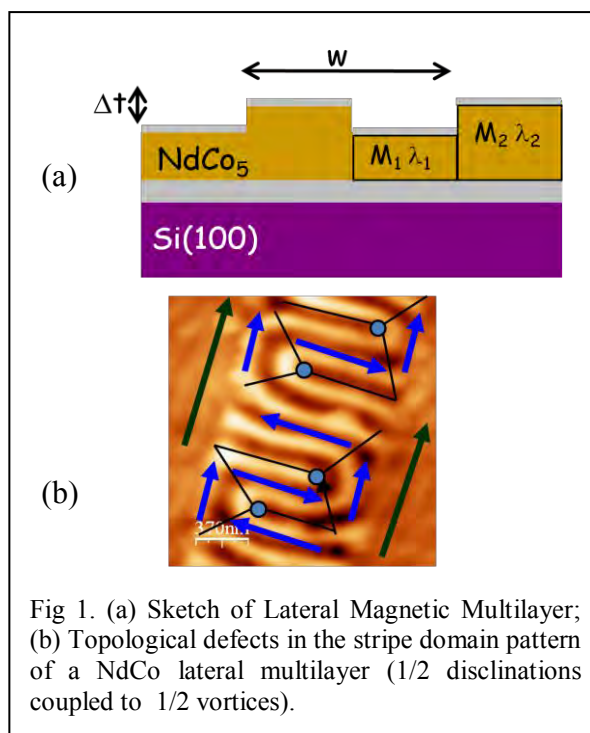 w
Δt
(a)
NdCo5
M1 λ1
M2 λ2
Si(100)
(b)
370nm
Fig 1. (a) Sketch of Lateral Magnetic Multilayer;
(b) Topological defects in the stripe domain pattern
of a NdCo lateral multilayer (1/2 disclinations
coupled to 1/2 vortices).